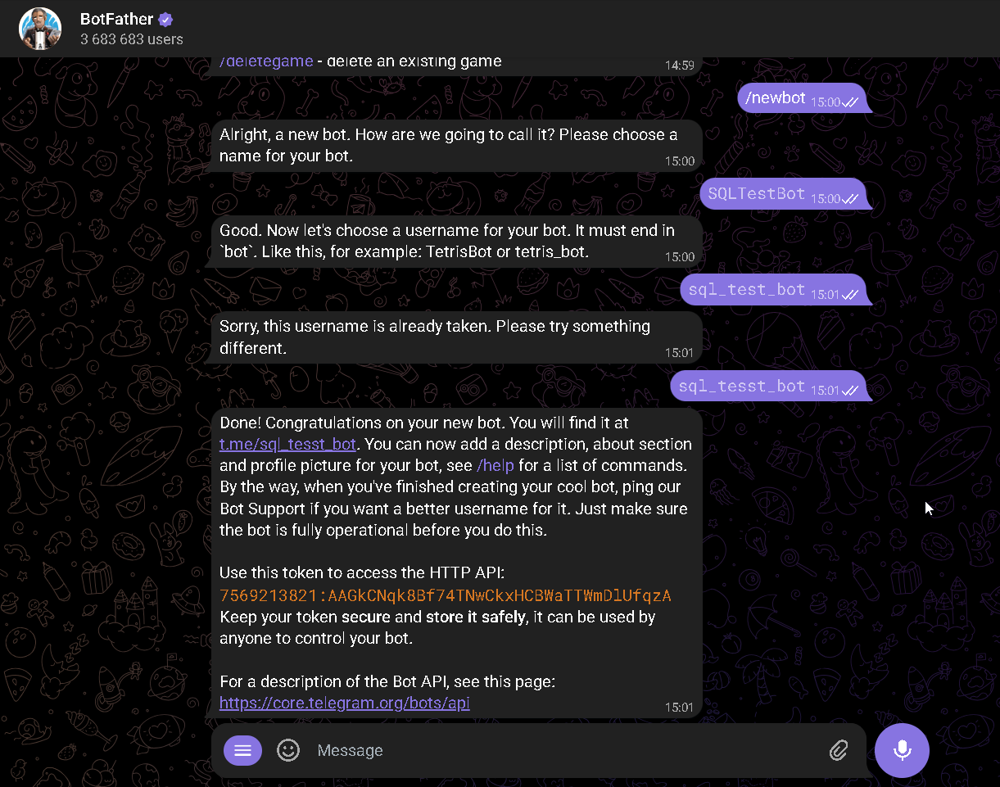 BotFather
3 683 683 users
/deletegame - delete an existing game
14:59
/newbot 15:00
Alright, a new bot. How are we going to call it? Please choose a
name for your bot.
15:00
SQLTestBot 15:00
Good. Now let's choose a username for your bot. It must end in
`bot`. Like this, for example: TetrisBot or tetris_bot.
15:00
sql_test_bot 15:01
Sorry, this username is already taken. Please try something
different.
15:01
sql_tesst_bot 15:01
Done! Congratulations on your new bot. You will find it at
t.me/sql_tesst_bot. You can now add a description, about section
and profile picture for your bot, see /help for a list of commands.
By the way, when you've finished creating your cool bot, ping our
Bot Support if you want a better username for it. Just make sure
the bot is fully operational before you do this.
Use this token to access the HTTP API:
7569213821:AAGkCNqk8Bf74TNwCkxHCBWaTTWmDlUfqzA
Keep your token secure and store it safely, it can be used by
anyone to control your bot.
For a description of the Bot API, see this page:
https://core.telegram.org/bots/api
15:01
Message